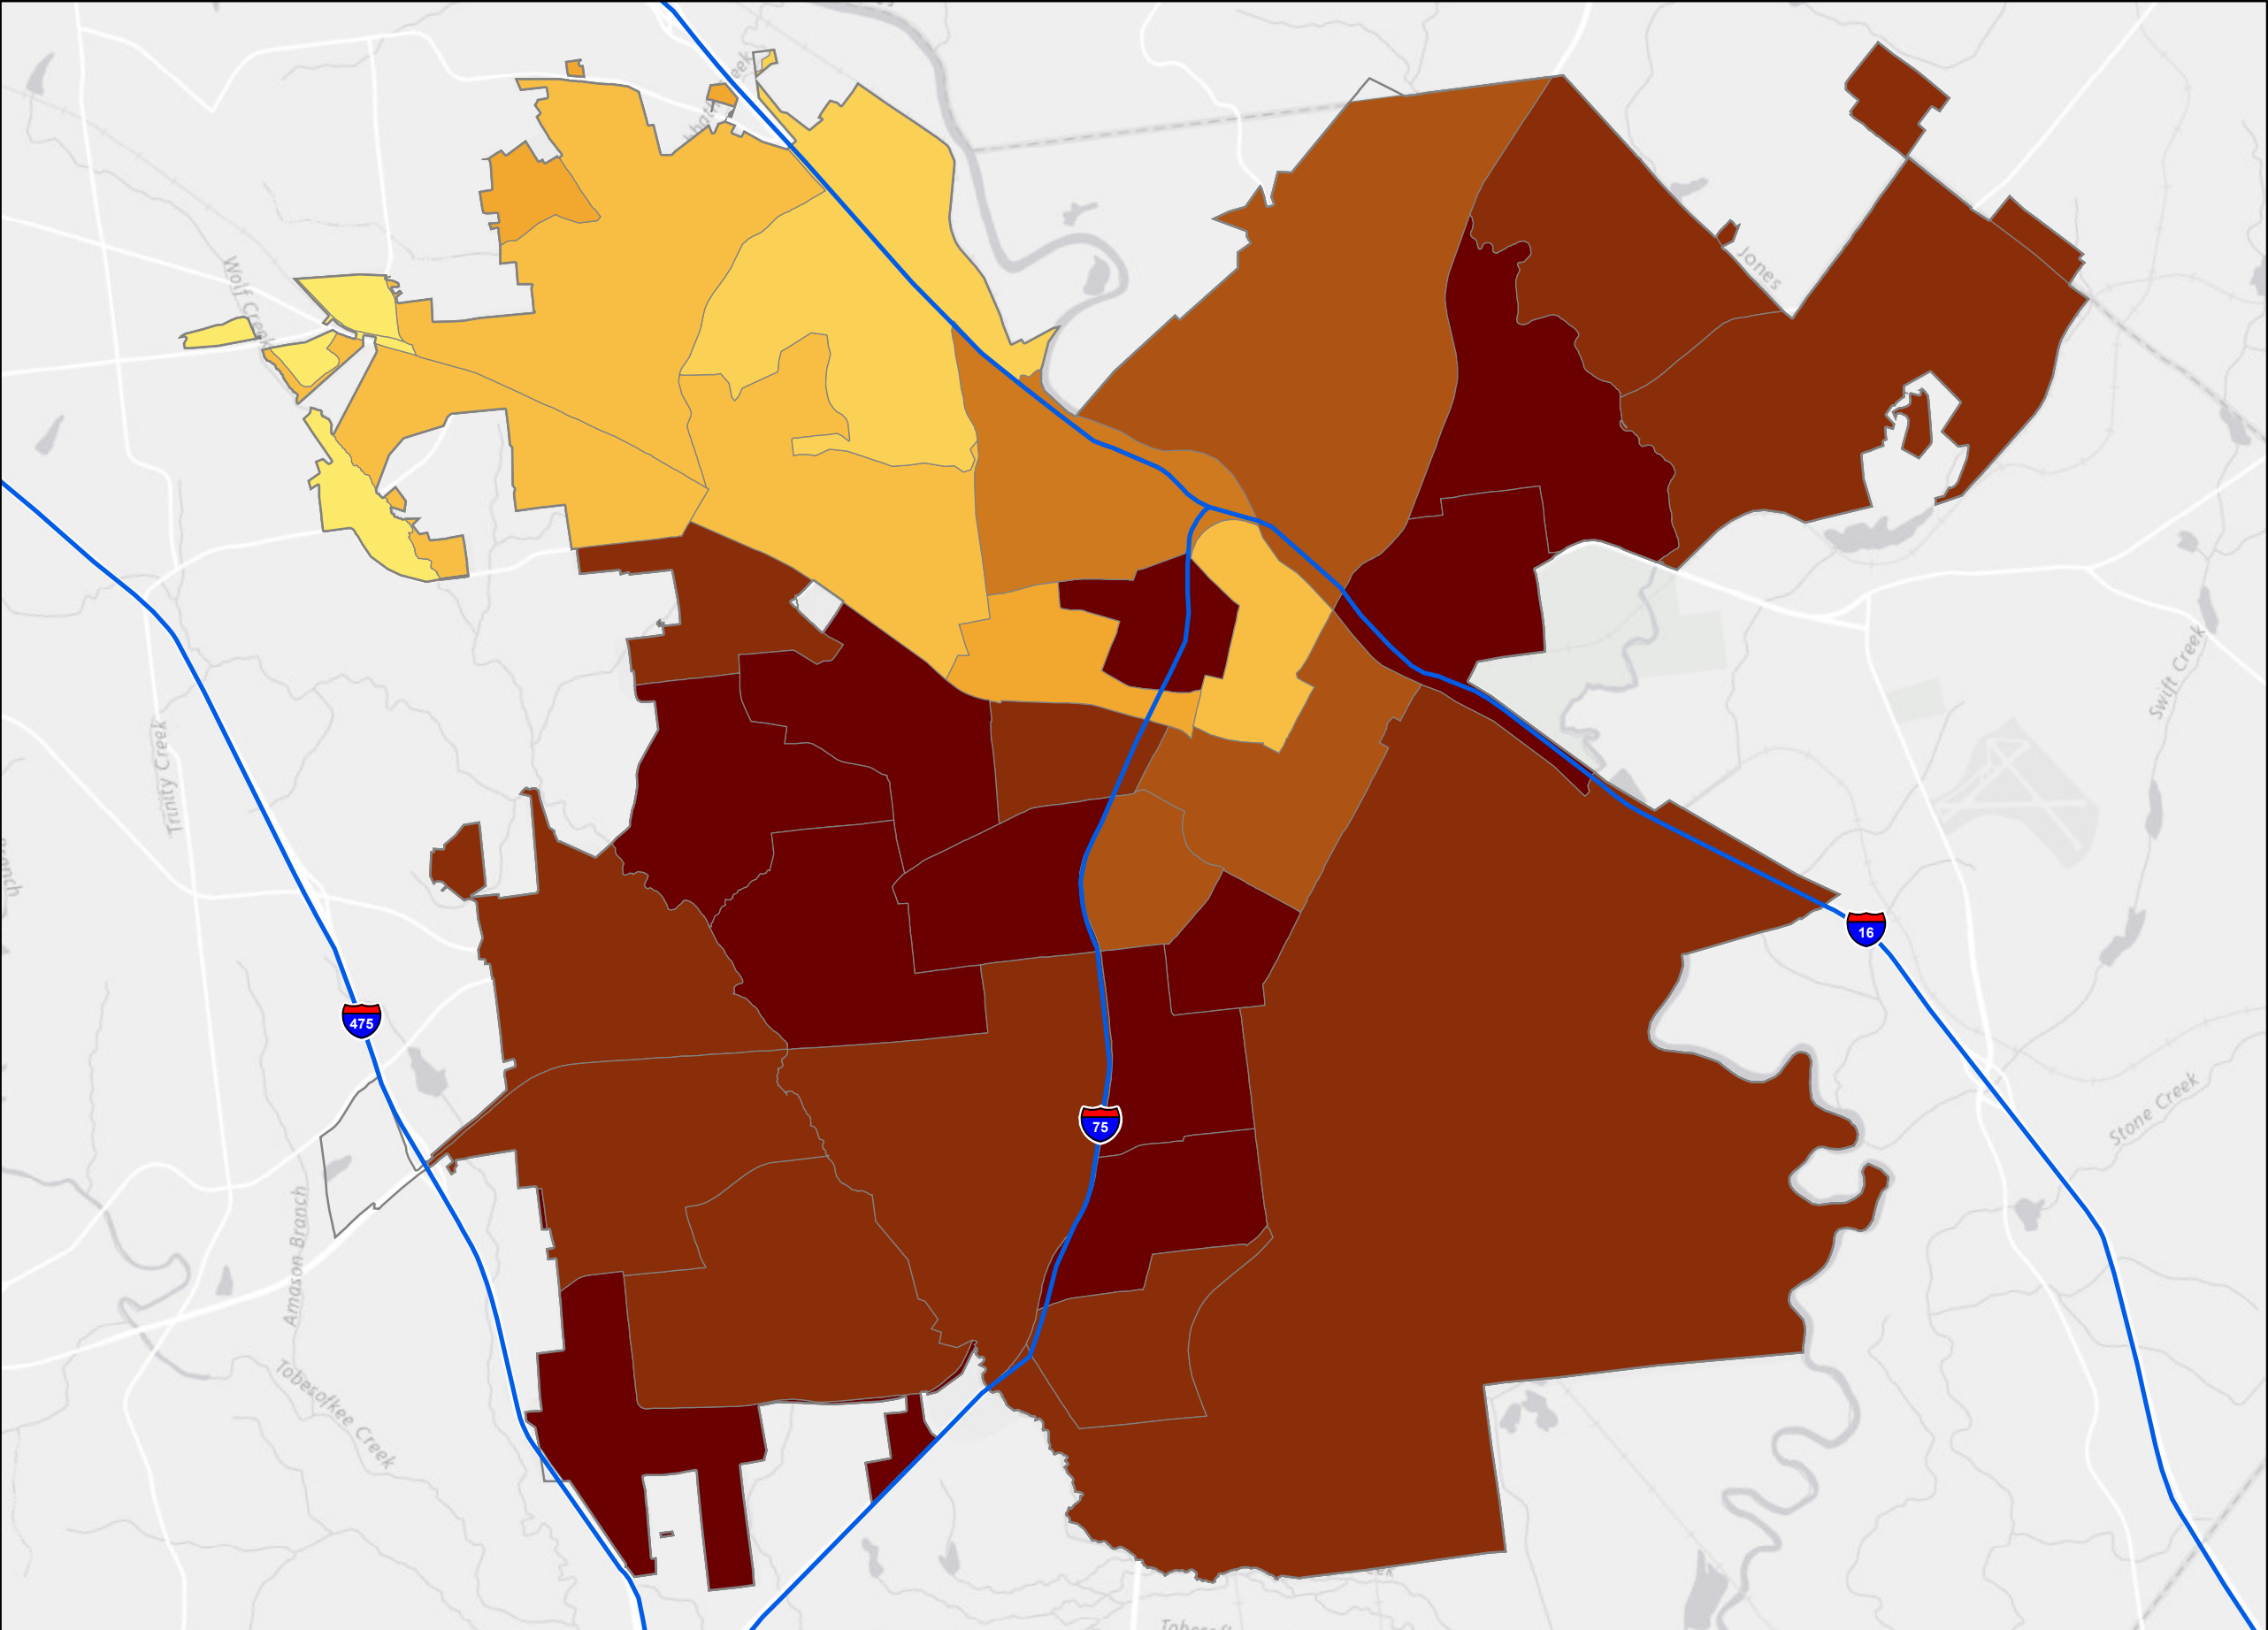 Wolf Creek
Jones
Swift Creek
Trinity Creek
16
475
75
Stone Creek
Amason Branch
Tobesofkee Creek